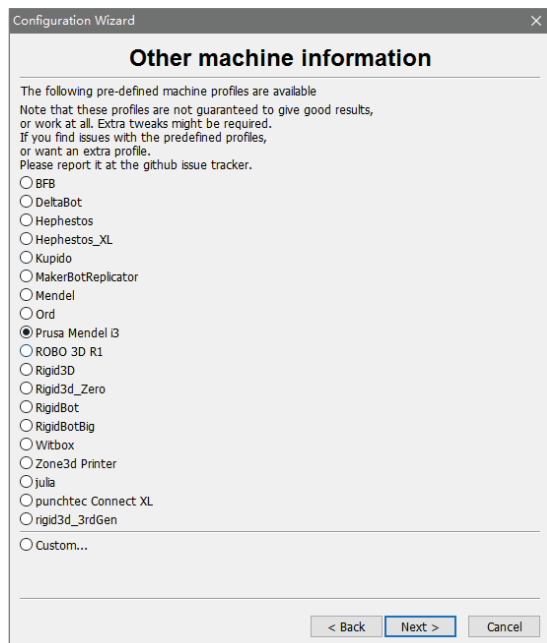 Configuration Wizard
Other machine information
The following pre-defined machine profiles are available
Note that these profiles are not guaranteed to give good results,
or work at all. Extra tweaks might be required.
If you find issues with the predefined profiles,
or want an extra profile.
Please report it at the github issue tracker.
BFB
DeltaBot
Hephestos
Hephestos_XL
Kupido
MakerBotReplicator
Mendel
Ord
Prusa Mendel i3
ROBO 3D R1
Rigid3D
Rigid3d_Zero
RigidBot
RigidBotBig
Witbox
Zone3d Printer
julia
punchtec Connect XL
rigid3d_3rdGen
Custom...
< Back Next > Cancel